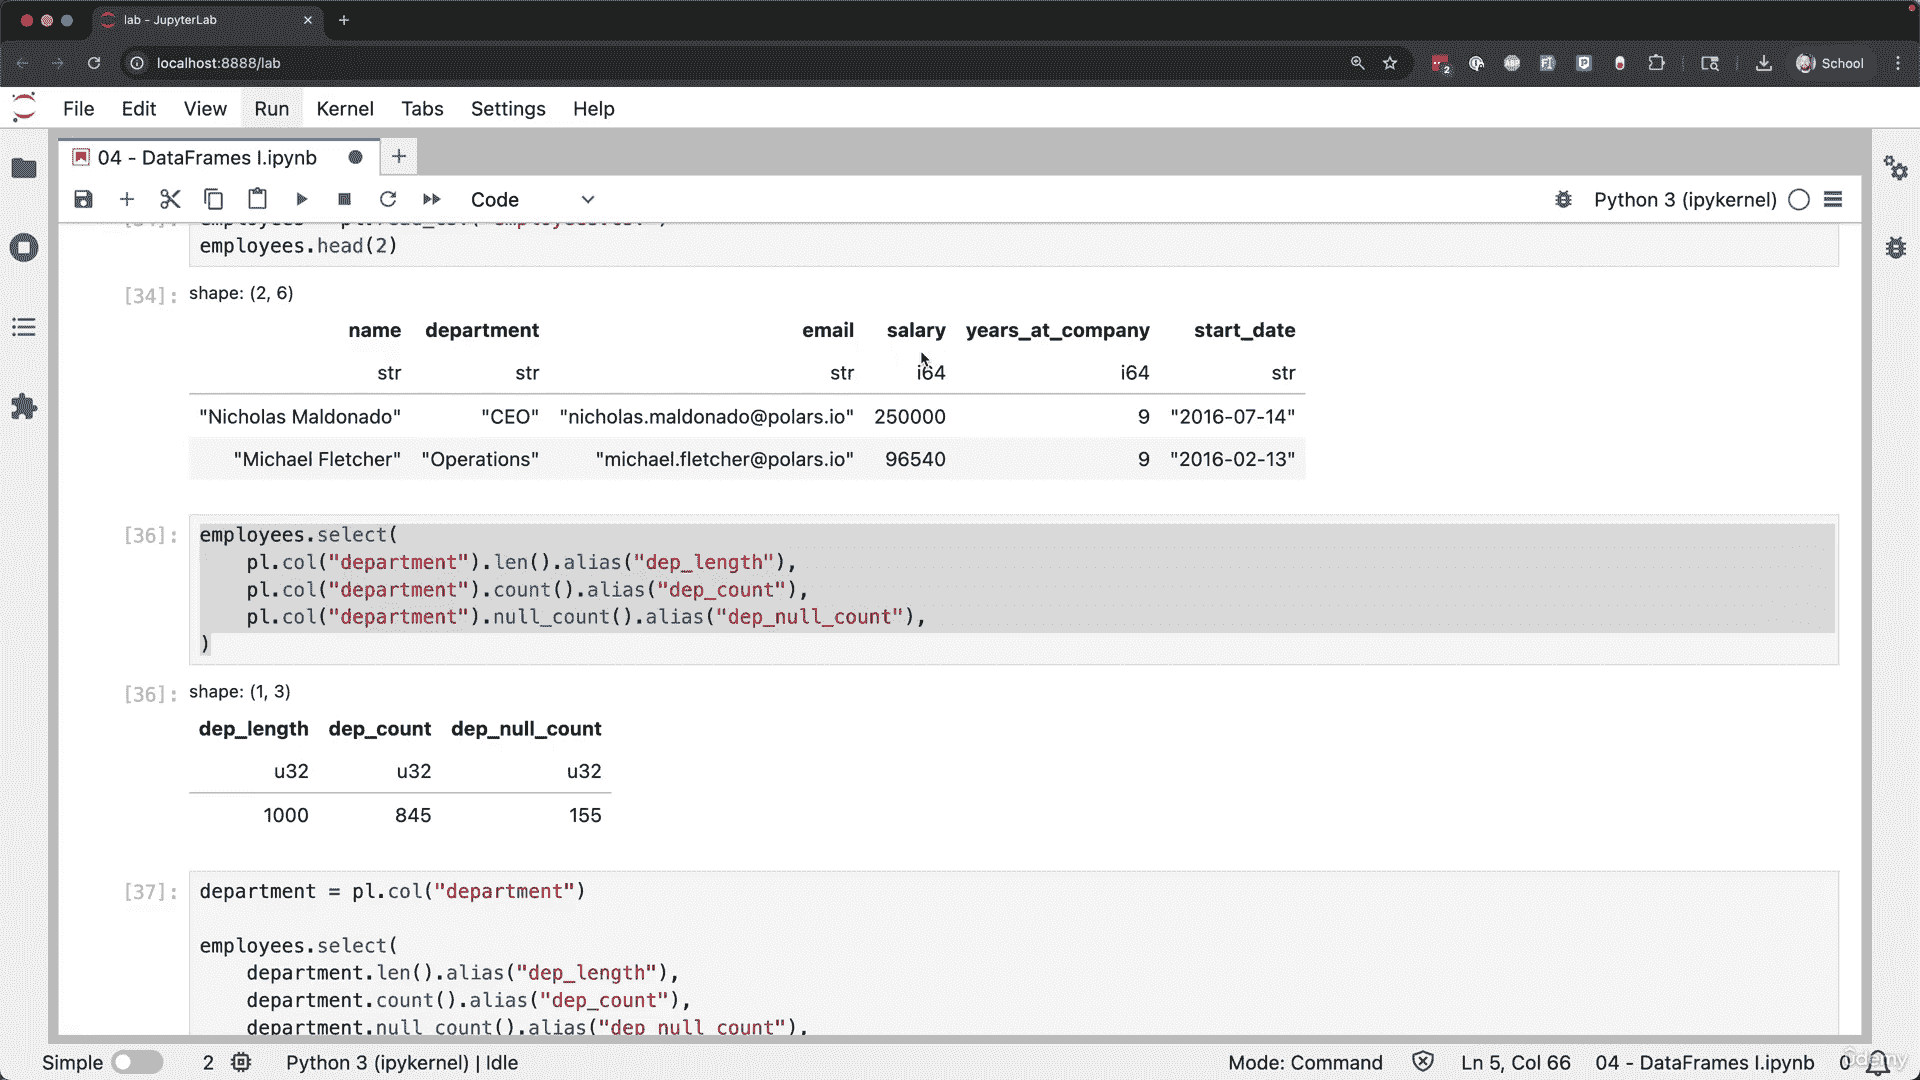 lab - JupyterLab
localhost:8888/lab
2
School
File Edit View Run Kernel Tabs Settings Help
04 - DataFrames I.ipynb
Code
Python 3 (ipykernel)
employees.head(2)
[34]: shape: (2, 6)
name department email salary years_at_company start_date
str str str i64 i64 str
"Nicholas Maldonado" "CEO" "nicholas.maldonado@polars.io" 250000 9 "2016-07-14"
"Michael Fletcher" "Operations" "michael.fletcher@polars.io" 96540 9 "2016-02-13"
[36]: employees.select(
pl.col("department").len().alias("dep_length"),
pl.col("department").count().alias("dep_count"),
pl.col("department").null_count().alias("dep_null_count"),
)
[36]: shape: (1, 3)
dep_length dep_count dep_null_count
u32 u32 u32
1000 845 155
[37]: department = pl.col("department")
employees.select(
department.len().alias("dep_length"),
department.count().alias("dep_count"),
department.null_count().alias("dep_null_count"),
Simple 2 Python 3 (ipykernel) | Idle Mode: Command Ln 5, Col 66 04 - DataFrames I.ipynb 0
Udemy